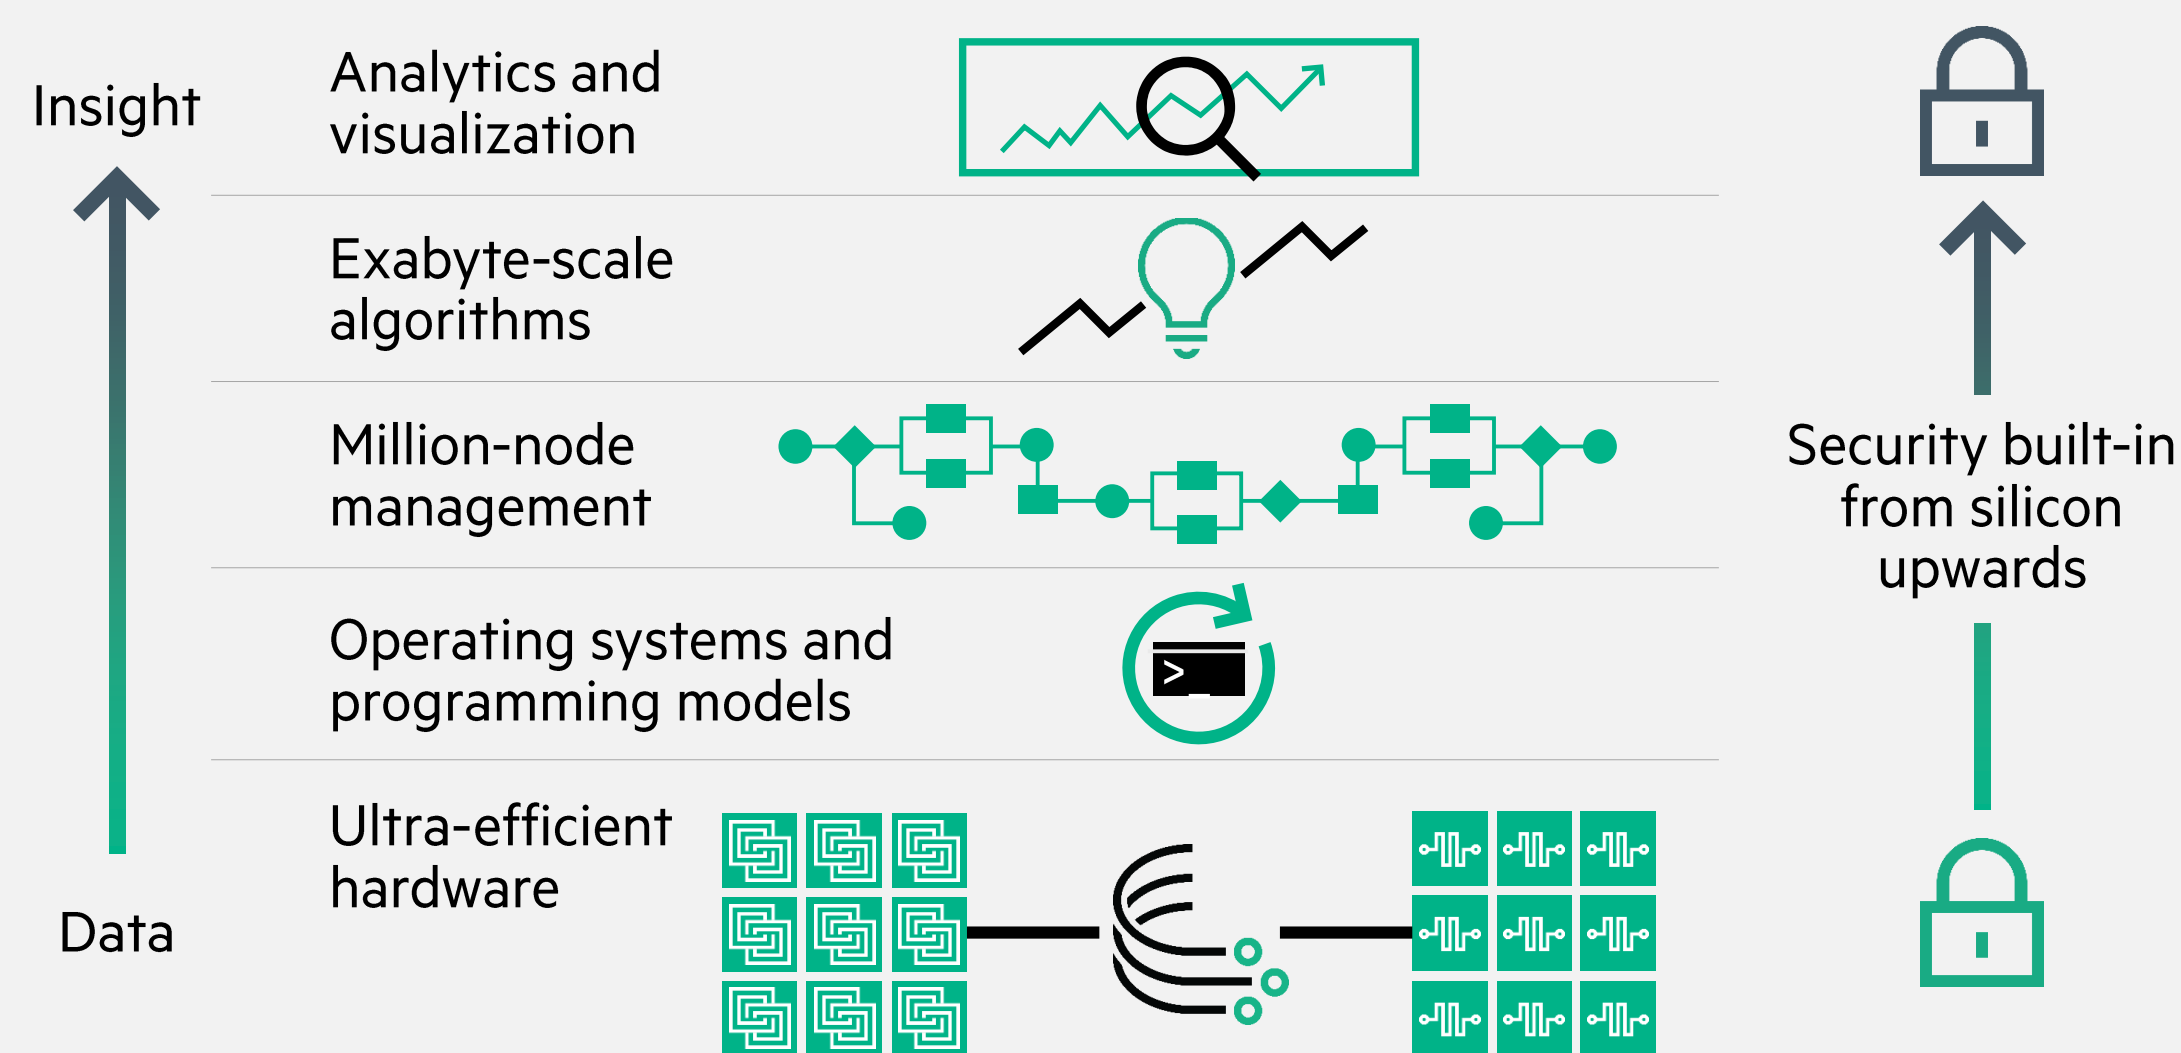 Insight
Analytics and
visualization
Exabyte-scale
algorithms
Million-node
management
Operating systems and
programming models
>_
Ultra-efficient
hardware
Data
Security built-in
from silicon
upwards